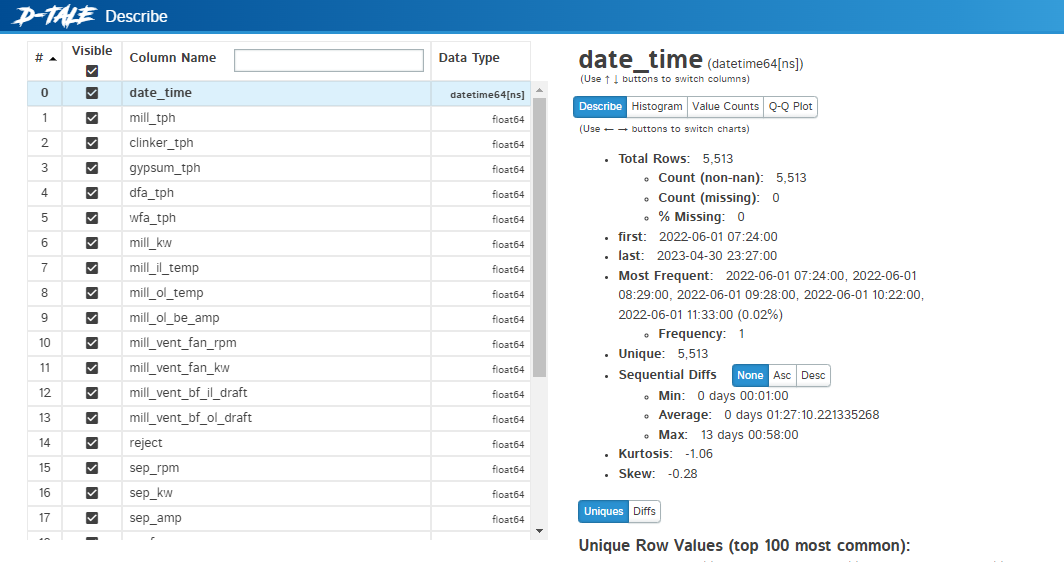 D-TALE Describe
# Visible Column Name Data Type
0 date_time datetime64[ns]
1 mill_tph float64
2 clinker_tph float64
3 gypsum_tph float64
4 dfa_tph float64
5 wfa_tph float64
6 mill_kw float64
7 mill_il_temp float64
8 mill_ol_temp float64
9 mill_ol_be_amp float64
10 mill_vent_fan_rpm float64
11 mill_vent_fan_kw float64
12 mill_vent_bf_il_draft float64
13 mill_vent_bf_ol_draft float64
14 reject float64
15 sep_rpm float64
16 sep_kw float64
17 sep_amp float64
date_time (datetime64[ns])
(Use ↑ ↓ buttons to switch columns)
Describe Histogram Value Counts Q-Q Plot
(Use ← → buttons to switch charts)
Total Rows: 5,513
Count (non-nan): 5,513
Count (missing): 0
% Missing: 0
first: 2022-06-01 07:24:00
last: 2023-04-30 23:27:00
Most Frequent: 2022-06-01 07:24:00, 2022-06-01
08:29:00, 2022-06-01 09:28:00, 2022-06-01 10:22:00,
2022-06-01 11:33:00 (0.02%)
Frequency: 1
Unique: 5,513
Sequential Diffs None Asc Desc
Min: 0 days 00:01:00
Average: 0 days 01:27:10.221335268
Max: 13 days 00:58:00
Kurtosis: -1.06
Skew: -0.28
Uniques Diffs
Unique Row Values (top 100 most common):